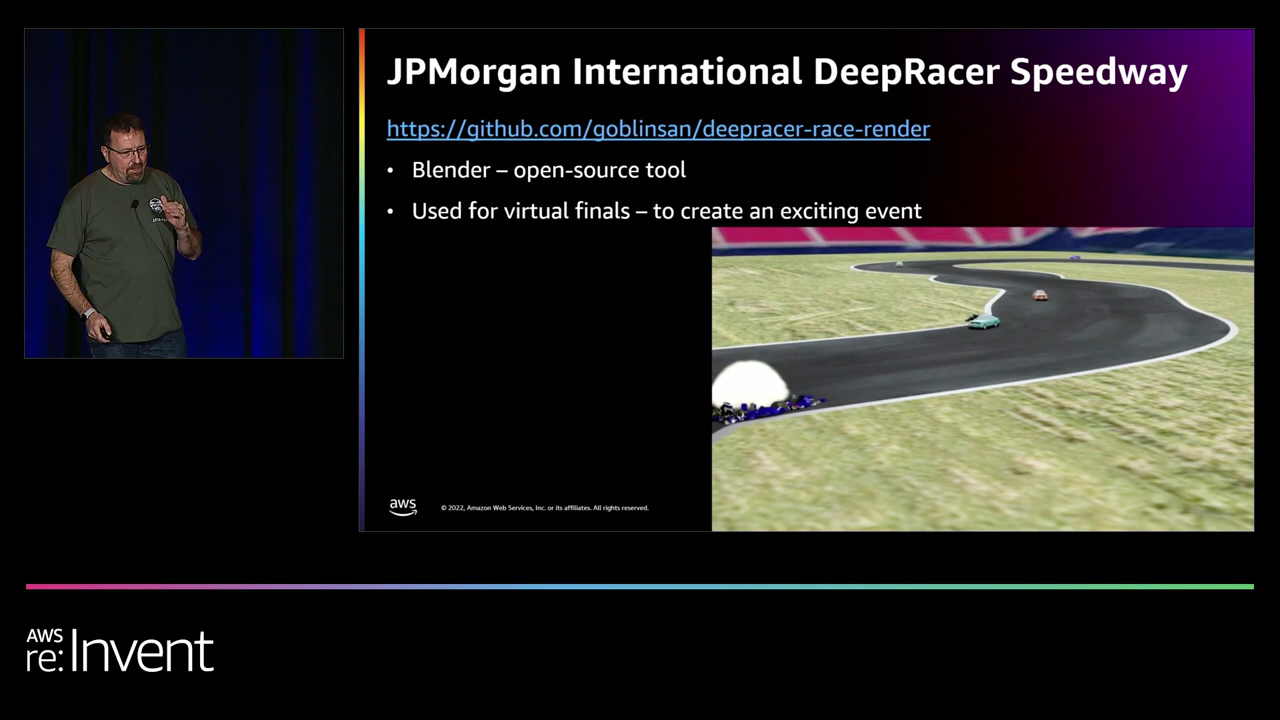 JPMorgan International DeepRacer Speedway
https://github.com/goblinsan/deepracer-race-render
• Blender – open-source tool
• Used for virtual finals – to create an exciting event
aws
© 2022, Amazon Web Services, Inc. or its affiliates. All rights reserved.
AWS
re:Invent